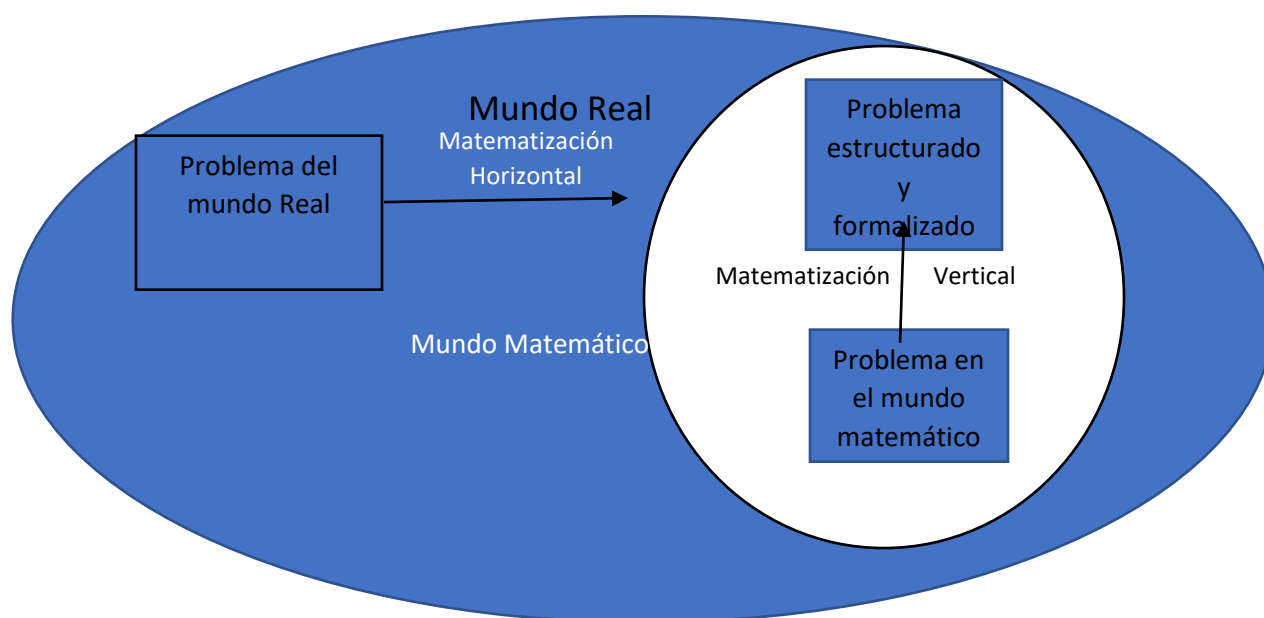 Mundo Real
Matematización
Horizontal
Problema del
mundo Real
Mundo Matemático
Problema
estructurado
y
formalizado
Matematización Vertical
Problema en
el mundo
matemático